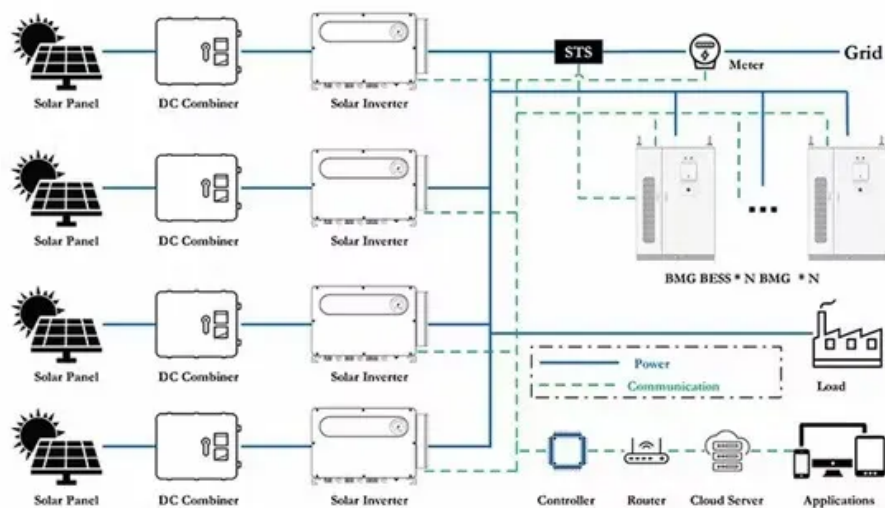 STS
Meter
Grid
Solar Panel
DC Combiner
Solar Inverter
Solar Panel
DC Combiner
Solar Inverter
BMG BESS * N BMG * N
Solar Panel
DC Combiner
Solar Inverter
Power
Communication
Load
Solar Panel
DC Combiner
Solar Inverter
Controller
Router
Cloud Server
Applications